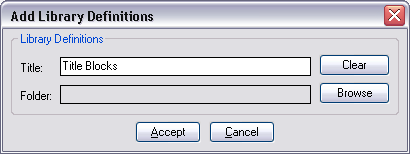 Add Library Definitions
Library Definitions
Title: Title Blocks Clear
Folder: Browse
Accept Cancel